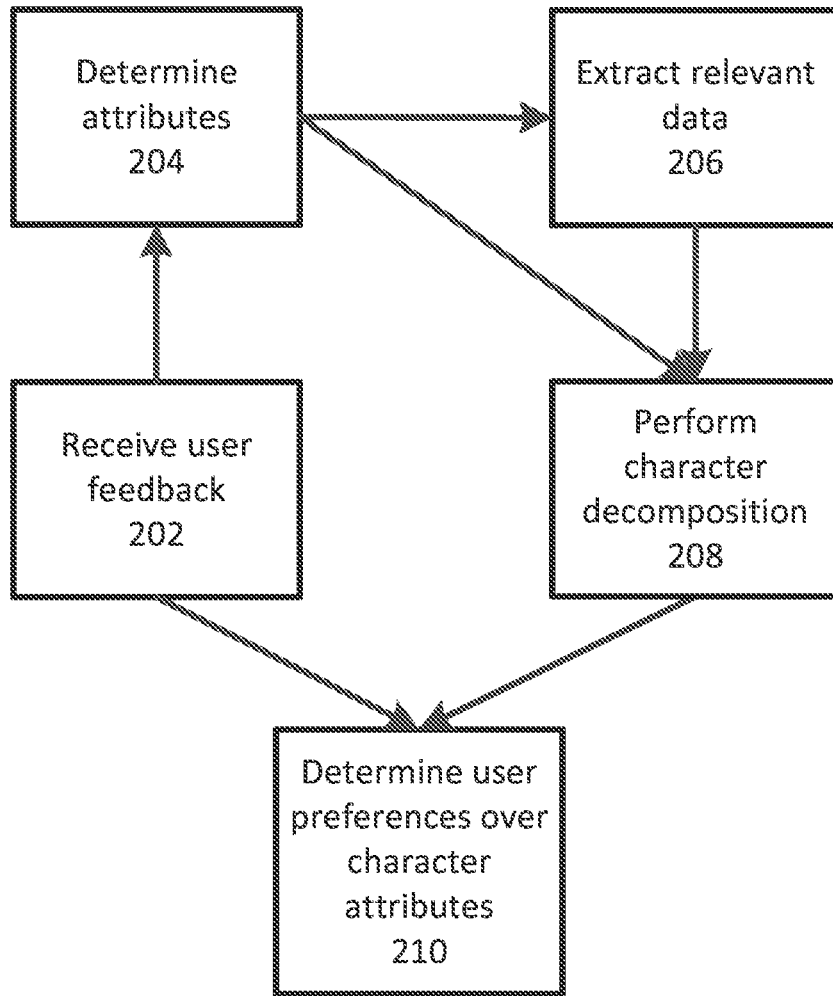 Determine
attributes
204
Extract relevant
data
206
Receive user
feedback
202
Perform
character
decomposition
208
Determine user
preferences over
character
attributes
210